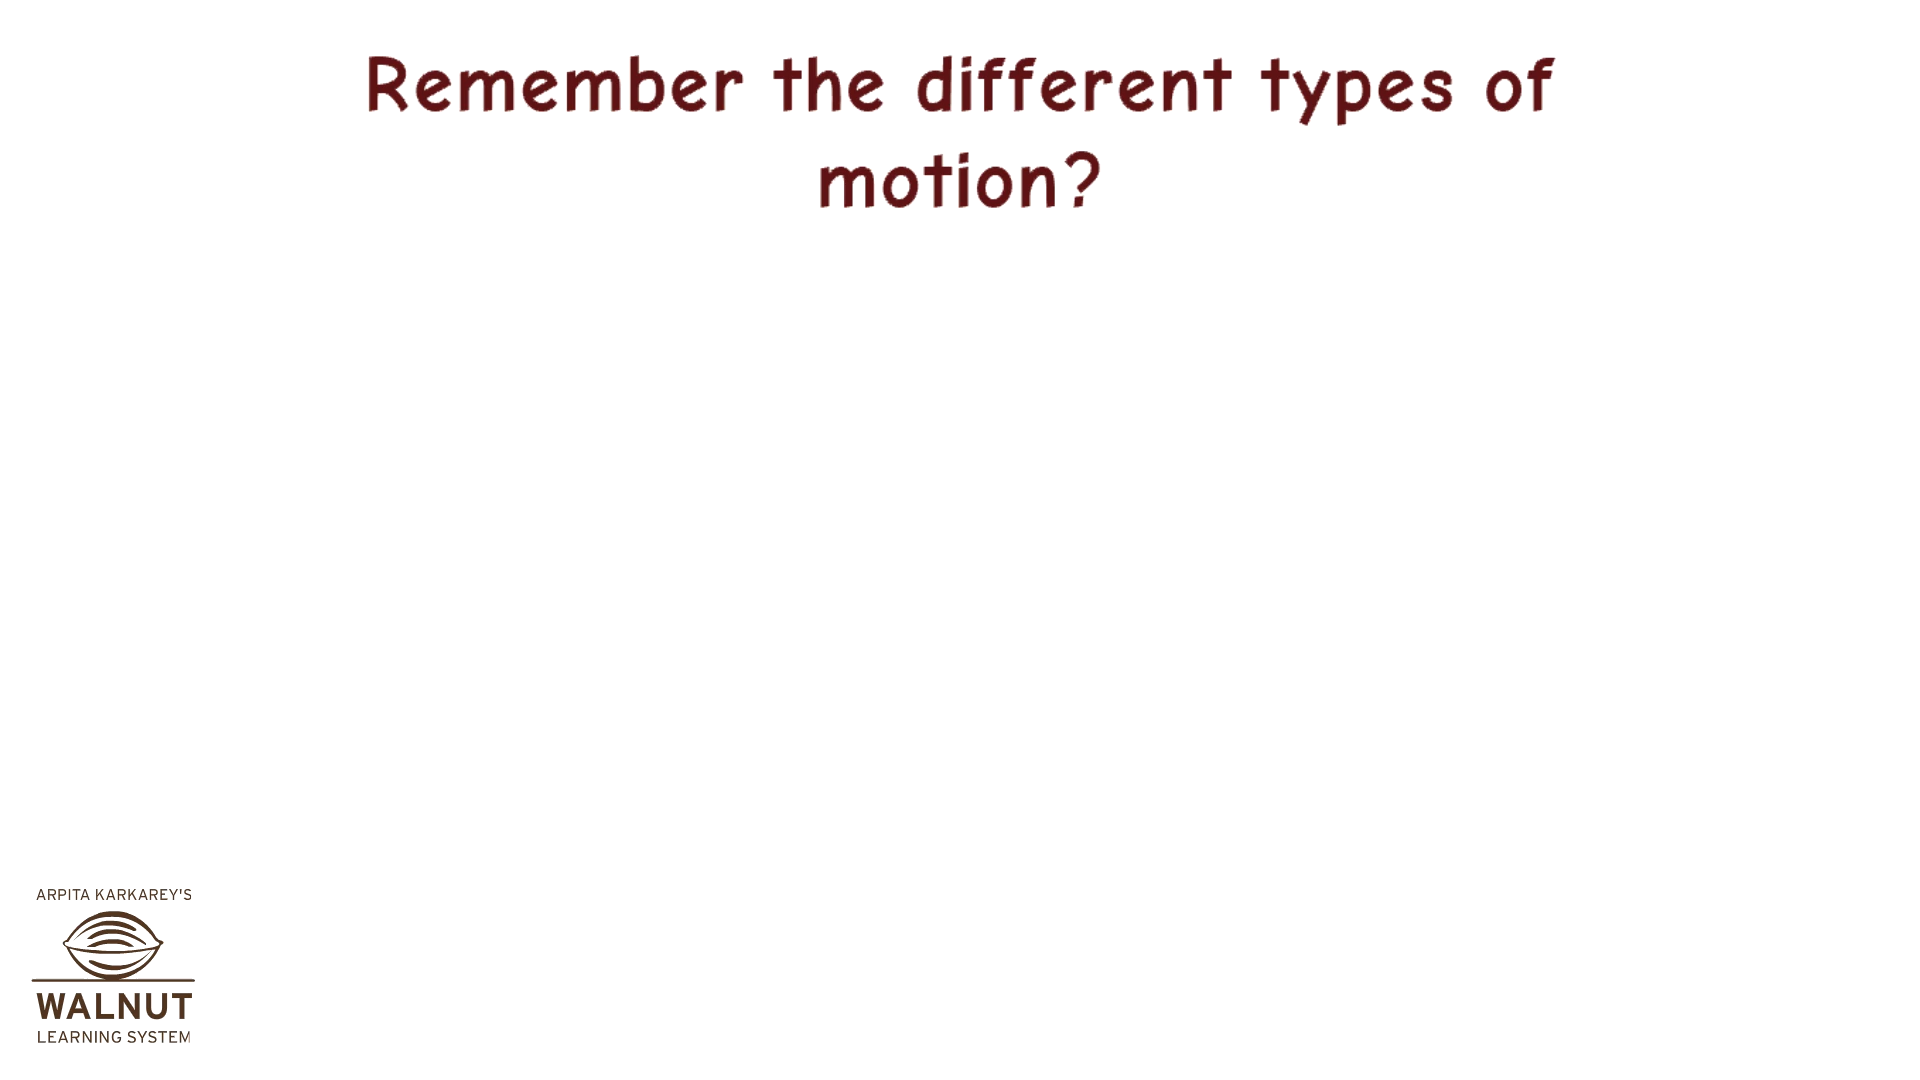 Remember the different types of
motion?
ARPITA KARKAREY'S
WALNUT
LEARNING SYSTEM